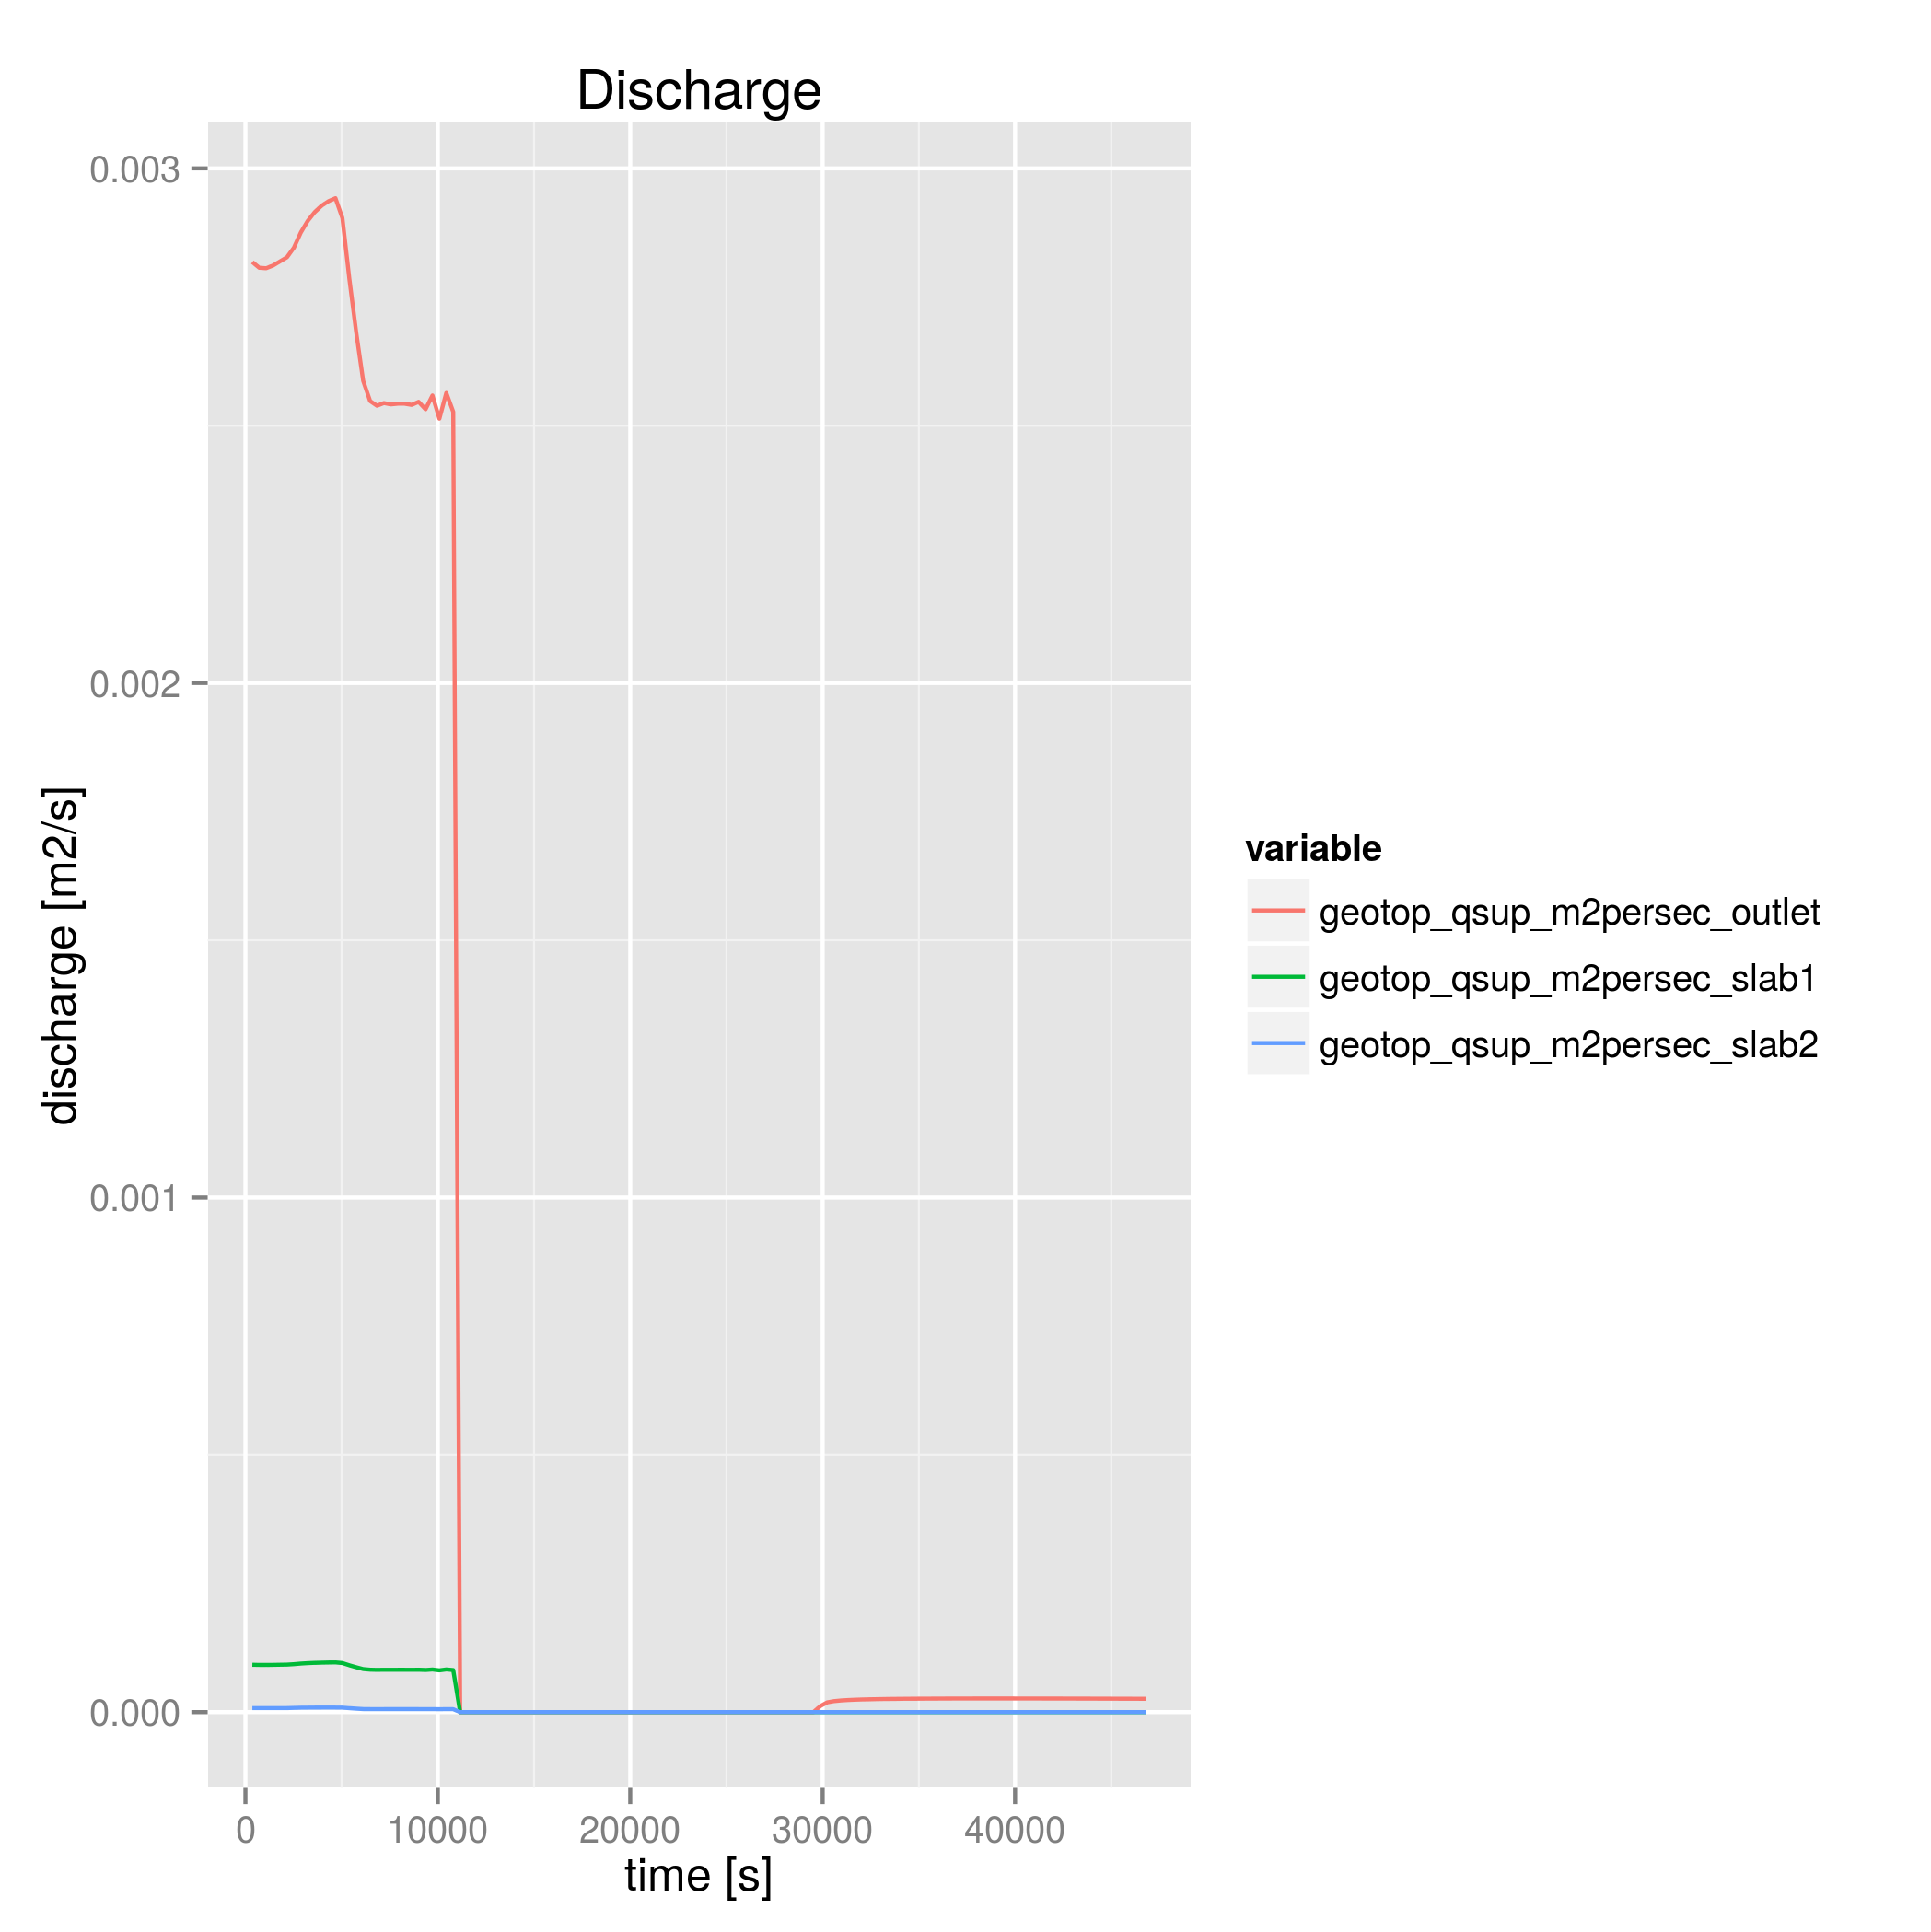 Discharge
0.003
0.002
0.001
0.000
discharge [m2/s]
0 10000 20000 30000 40000
time [s]
variable
geotop_qsup_m2persec_outlet
geotop_qsup_m2persec_slab1
geotop_qsup_m2persec_slab2